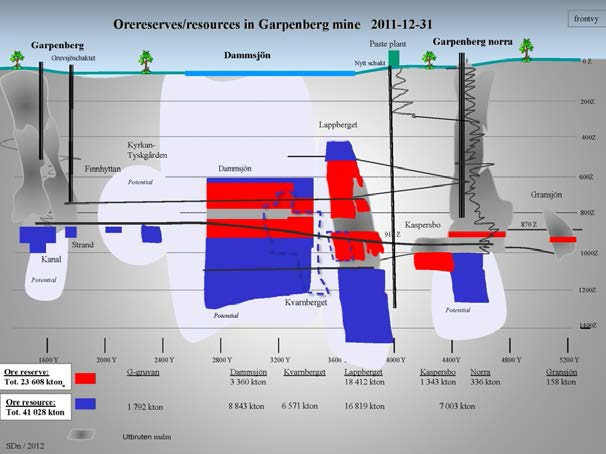 Orereserves/resources in Garpenberg mine 2011-12-31
frontvy
Garpenberg
Gruvsjöschaktet
Dammsjön
Paste plant
Nytt schakt
Garpenberg norra
0 Z
200Z
400Z
600Z
800Z
1000Z
1200Z
1400Z
Lappberget
Kyrkan-
Tyskgården
Finnhyttan
Potential
Dammsjön
Gransjön
Kaspersbo
870 Z
Strand
Kanal
Potential
Kvarnberget
Potential
Potential
1600 Y
2000 Y
2400 Y
2800 Y
3200 Y
3600 Y
4000 Y
4400 Y
4800 Y
5200 Y
Ore reserve:
Tot. 23 608 kton
G-gruvan
Dammsjön
Kvarnberget
Lappberget
Kaspersbo
Norra
Gransjön
3 360 kton
18 412 kton
1 343 kton
336 kton
158 kton
Ore resource:
Tot. 41 028 kton
1 792 kton
8 843 kton
6 571 kton
16 819 kton
7 003 kton
Utbruten malm
SDn / 2012